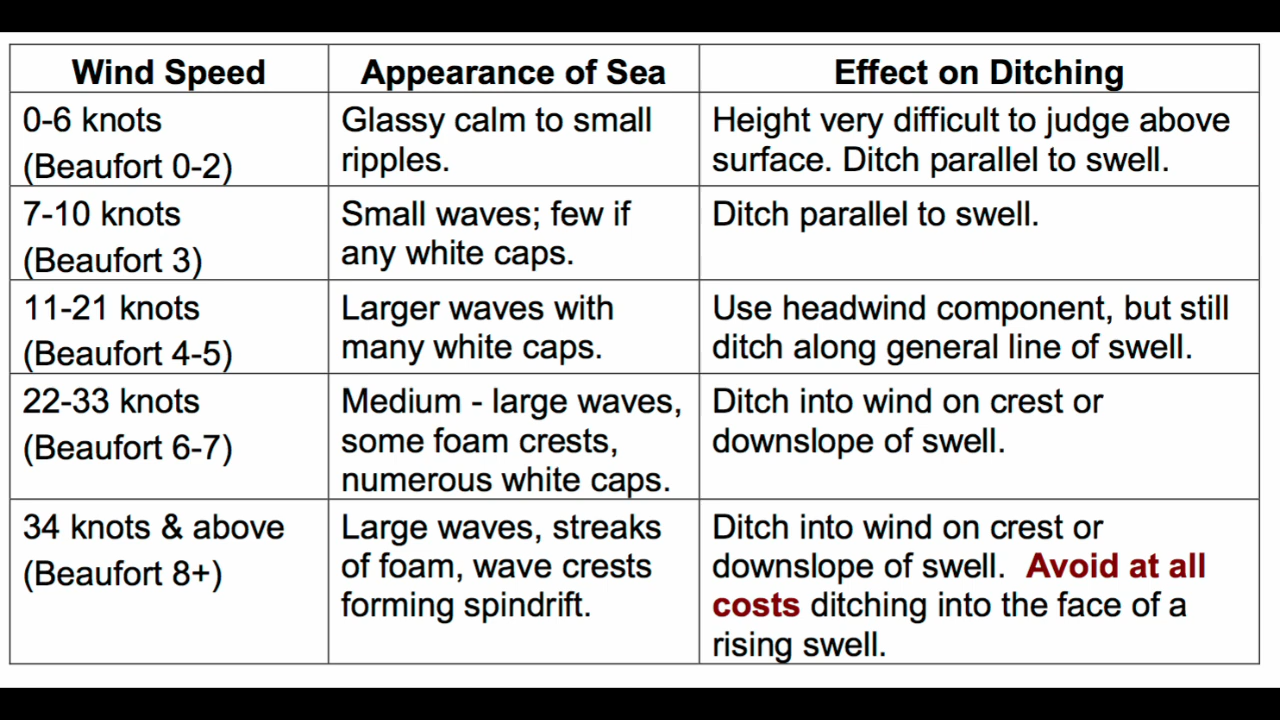 Wind Speed
Appearance of Sea
Effect on Ditching
0-6 knots
(Beaufort 0-2)
Glassy calm to small
ripples.
Height very difficult to judge above
surface. Ditch parallel to swell.
7-10 knots
(Beaufort 3)
Small waves; few if
any white caps.
Ditch parallel to swell.
11-21 knots
(Beaufort 4-5)
Larger waves with
many white caps.
Use headwind component, but still
ditch along general line of swell.
22-33 knots
(Beaufort 6-7)
Medium - large waves,
some foam crests,
numerous white caps.
Ditch into wind on crest or
downslope of swell.
34 knots & above
(Beaufort 8+)
Large waves, streaks
of foam, wave crests
forming spindrift.
Ditch into wind on crest or
downslope of swell. Avoid at all
costs ditching into the face of a
rising swell.